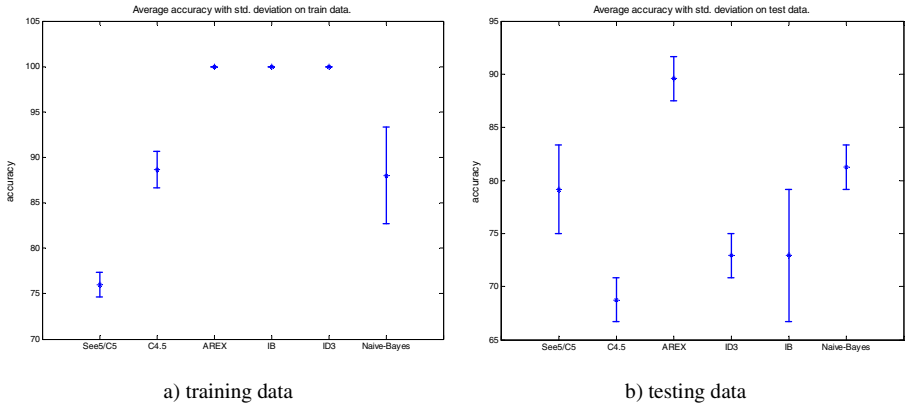 Average accuracy with std. deviation on train data.
105
100
95
90
85
80
75
70
accuracy
See5/C5 C4.5 AREX IB ID3 Naive-Bayes
a) training data
Average accuracy with std. deviation on test data.
95
90
85
80
75
70
65
accuracy
See5/C5 C4.5 AREX ID3 IB Naive-Bayes
b) testing data